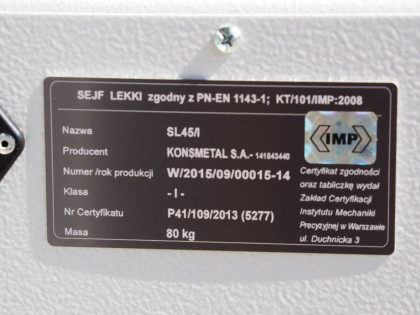 SEJF LEKKI zgodny z PN-EN 1143-1; KT/101/IMP:2008
Nazwa SL45/I
Producent KONSMETAL S.A.- 141843440
Numer /rok produkcji W/2015/09/00015-14
Klasa - I -
Nr Certyfikatu P41/109/2013 (5277)
Masa 80 kg
IMP
Certyfikat zgodności
oraz tabliczkę wydał
Zakład Certyfikacji
Instytutu Mechaniki
Precyzyjnej w Warszawie
ul. Duchnicka 3